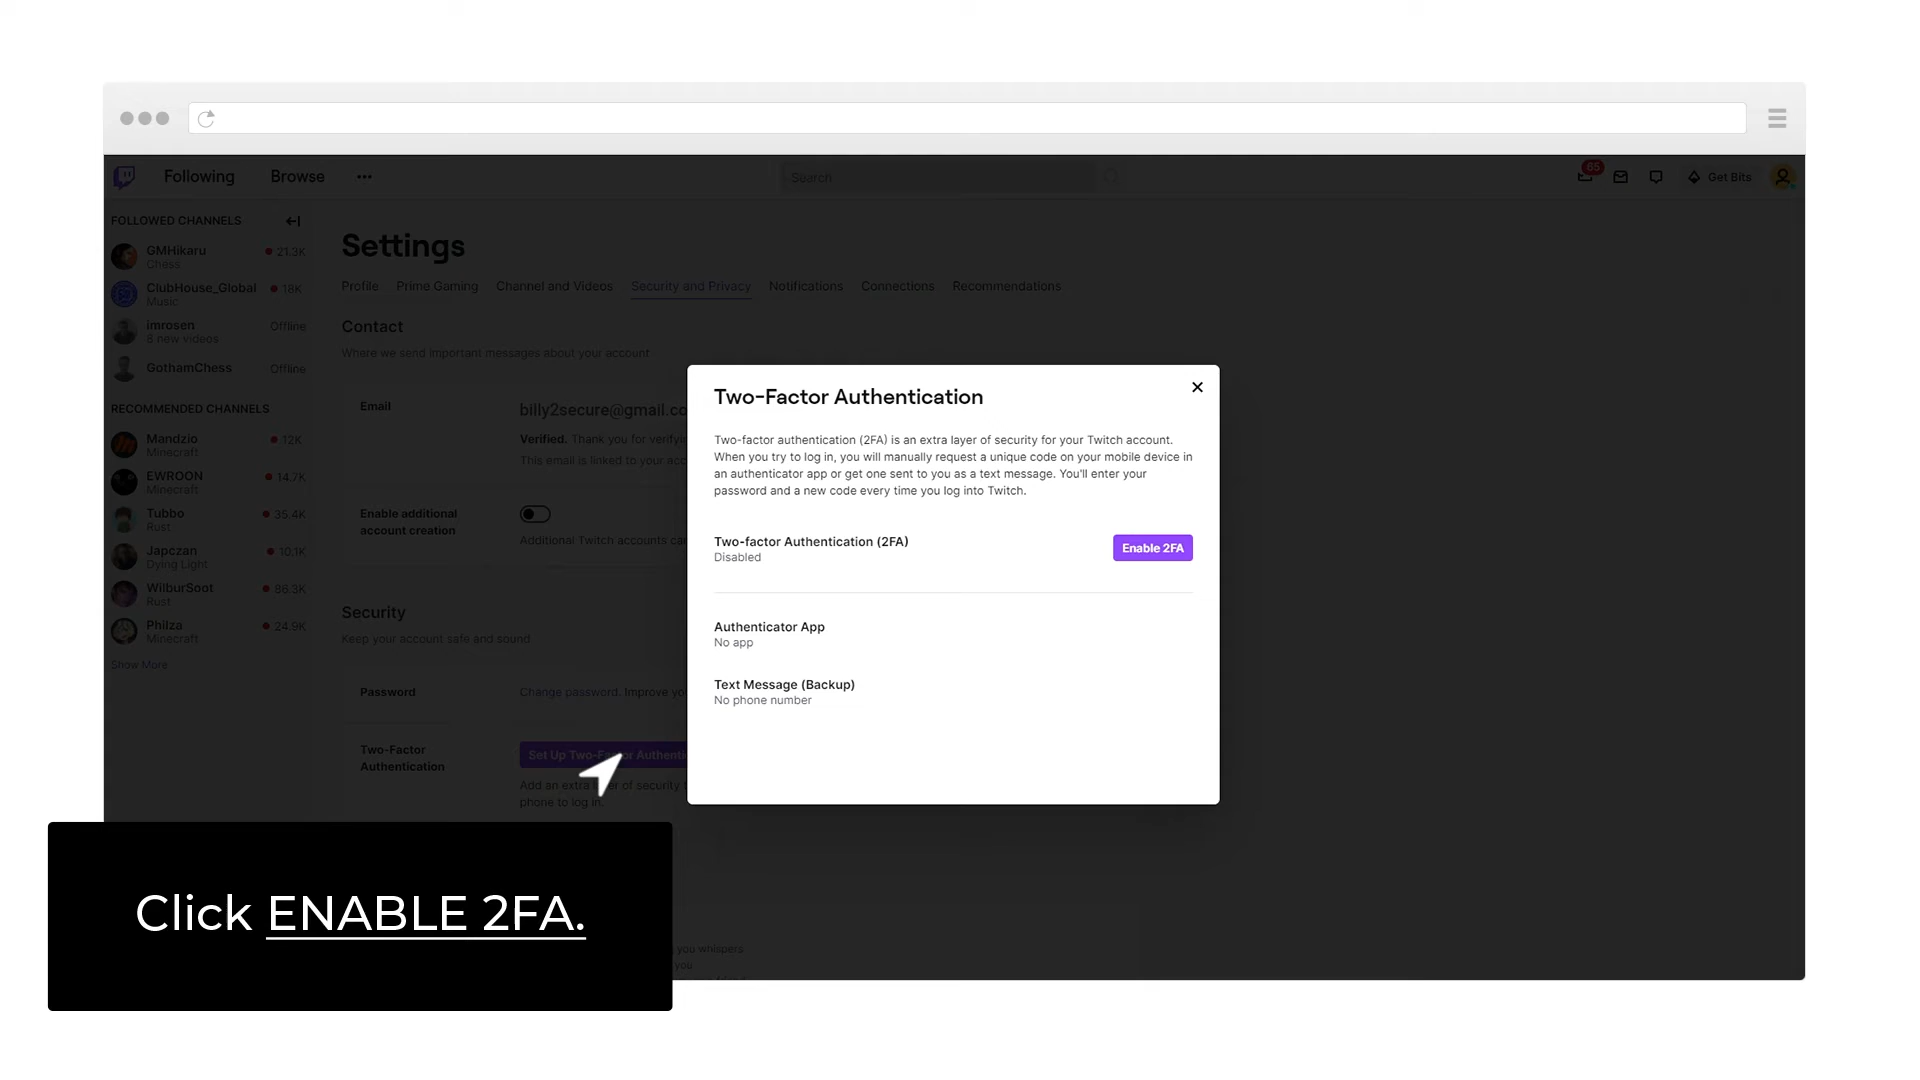 Following
Browse
Search
65
Get Bits
FOLLOWED CHANNELS
GMHikaru
21.3K
Chess
ClubHouse_Global
18K
Music
imrosen
Offline
8 new videos
GothamChess
Offline
RECOMMENDED CHANNELS
Mandzio
12K
Minecraft
EWROON
14.7K
Minecraft
Tubbo
35.4K
Rust
Japczan
10.1K
Dying Light
WilburSoot
86.3K
Rust
Philza
24.9K
Minecraft
Show More
Settings
Profile
Prime Gaming
Channel and Videos
Security and Privacy
Notifications
Connections
Recommendations
Contact
Where we send important messages about your account
Email
billy2secure@gmail.co
Verified. Thank you for verifyin
This email is linked to your acc
Enable additional
account creation
Additional Twitch accounts ca
Security
Keep your account safe and sound
Password
Change password. Improve yo
Two-Factor
Authentication
Set Up Two-Factor Authenti
Add an extra layer of security t
phone to log in.
you whispers
you
Two-Factor Authentication
Two-factor authentication (2FA) is an extra layer of security for your Twitch account.
When you try to log in, you will manually request a unique code on your mobile device in
an authenticator app or get one sent to you as a text message. You'll enter your
password and a new code every time you log into Twitch.
Two-factor Authentication (2FA)
Disabled
Enable 2FA
Authenticator App
No app
Text Message (Backup)
No phone number
Click ENABLE 2FA.